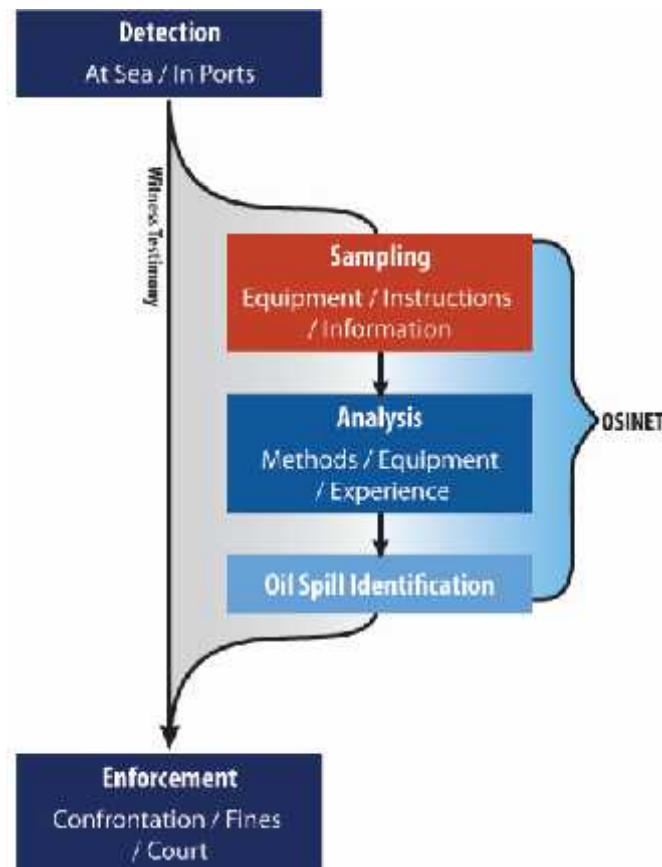 Detection
At Sea / In Ports
Witness Testimony
Sampling
Equipment / Instructions
/ Information
Analysis
Methods / Equipment
/ Experience
Oil Spill Identification
OSINET
Enforcement
Confrontation / Fines
/ Court